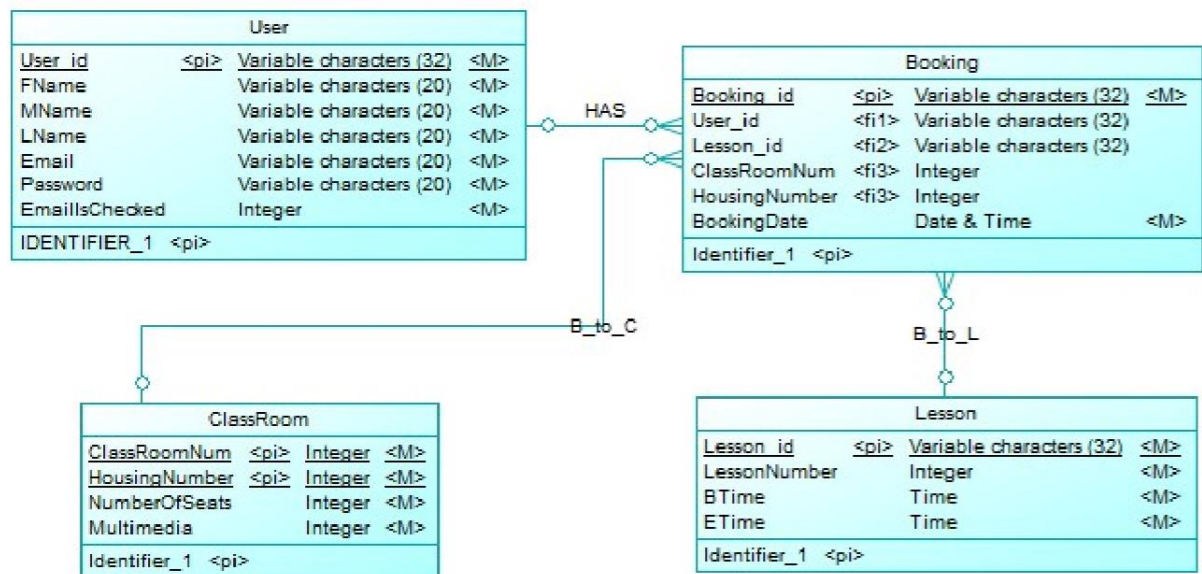 User
User_id <pi> Variable characters (32) <M>
FName Variable characters (20) <M>
MName Variable characters (20) <M>
LName Variable characters (20) <M>
Email Variable characters (20) <M>
Password Variable characters (20) <M>
EmailIsChecked Integer <M>
IDENTIFIER_1 <pi>
HAS
Booking
Booking_id <pi> Variable characters (32) <M>
User_id <fi1> Variable characters (32)
Lesson_id <fi2> Variable characters (32)
ClassRoomNum <fi3> Integer
HousingNumber <fi3> Integer
BookingDate Date & Time <M>
Identifier_1 <pi>
B_to_C
B_to_L
ClassRoom
ClassRoomNum <pi> Integer <M>
HousingNumber <pi> Integer <M>
NumberOfSeats Integer <M>
Multimedia Integer <M>
Identifier_1 <pi>
Lesson
Lesson_id <pi> Variable characters (32) <M>
LessonNumber Integer <M>
BTime Time <M>
ETime Time <M>
Identifier_1 <pi>